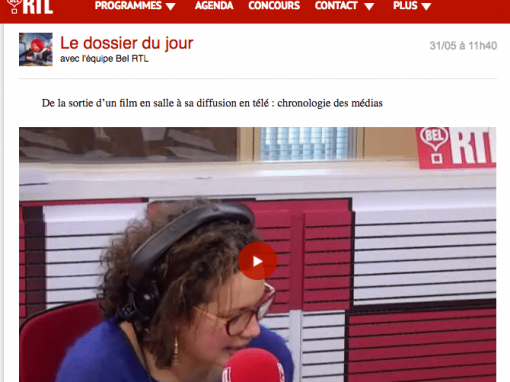 BEL
RTL
PROGRAMMES ▾ AGENDA CONCOURS CONTACT ▾ PLUS ▾
Le dossier du jour
avec l'équipe Bel RTL
31/05 à 11h40
De la sortie d'un film en salle à sa diffusion en télé : chronologie des médias
BEL
RTL